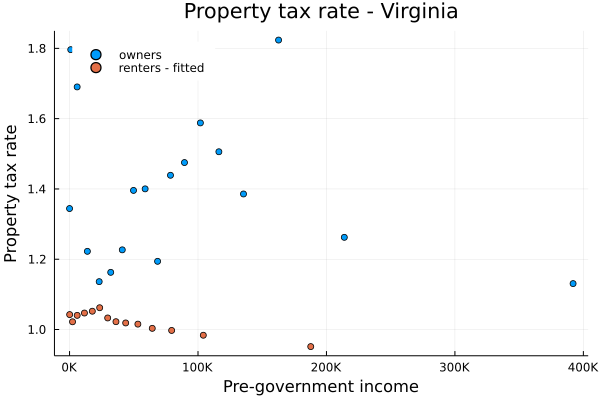 Property tax rate - Virginia
owners
renters - fitted
Property tax rate
1.8
1.6
1.4
1.2
1.0
0K 100K 200K 300K 400K
Pre-government income